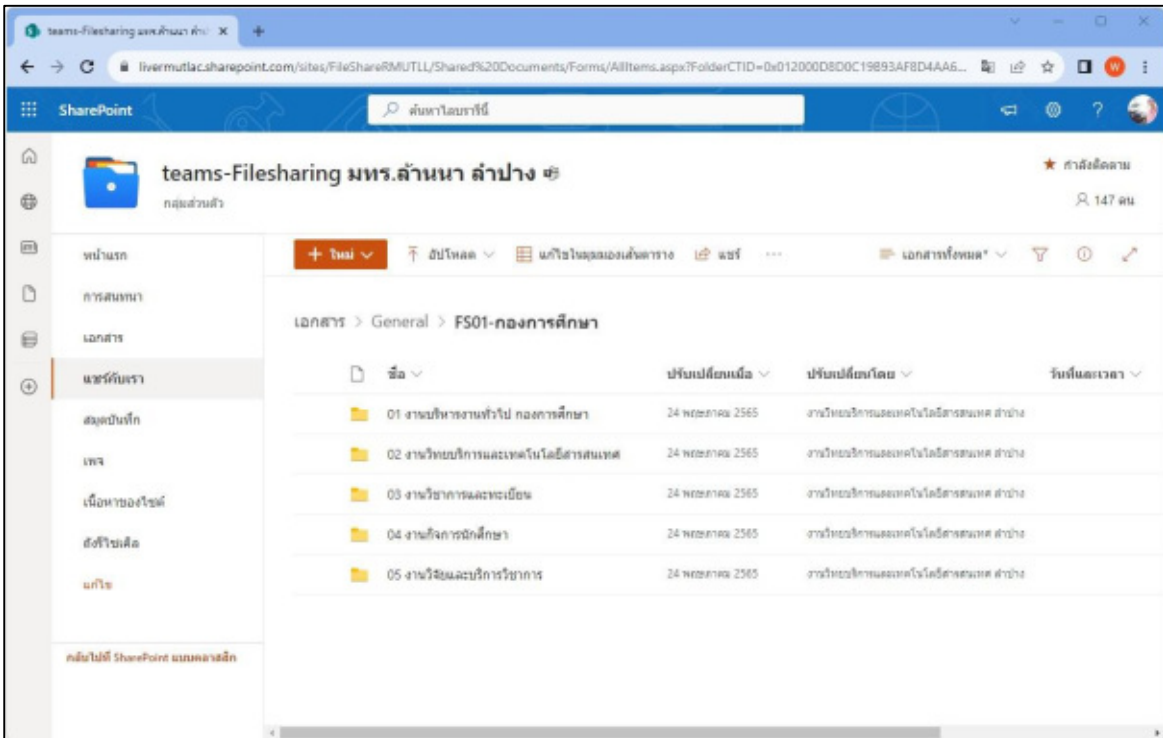 teams-Filesharing มทร.ล้านนา ลำป
livermutlac.sharepoint.com/sites/FileShareRMUTLL/Shared%20Documents/Forms/AllItems.aspx?FolderCTID=0x012000D8D0C19893AF8D4AA6...
W
SharePoint
ค้นหาไลบรารีนี้
?
teams-Filesharing มทร.ล้านนา ลำปาง
กำลังติดตาม
กลุ่มส่วนตัว
147 คน
หน้าแรก
+ ใหม่
อัปโหลด
แก้ไขในมุมมองเส้นตาราง
แชร์
...
เอกสารทั้งหมด*
การสนทนา
เอกสาร > General > FS01-กองการศึกษา
เอกสาร
แชร์กับเรา
ชื่อ
ปรับเปลี่ยนเมื่อ
ปรับเปลี่ยนโดย
วันที่และเวลา
สมุดบันทึก
01 งานบริหารงานทั่วไป กองการศึกษา
24 พฤษภาคม 2565
งานวิทยบริการและเทคโนโลยีสารสนเทศ ลำปาง
เพจ
02 งานวิทยบริการและเทคโนโลยีสารสนเทศ
24 พฤษภาคม 2565
งานวิทยบริการและเทคโนโลยีสารสนเทศ ลำปาง
เนื้อหาของไซต์
03 งานวิชาการและทะเบียน
24 พฤษภาคม 2565
งานวิทยบริการและเทคโนโลยีสารสนเทศ ลำปาง
ถังรีไซเคิล
04 งานกิจการนักศึกษา
24 พฤษภาคม 2565
งานวิทยบริการและเทคโนโลยีสารสนเทศ ลำปาง
แก้ไข
05 งานวิจัยและบริการวิชาการ
24 พฤษภาคม 2565
งานวิทยบริการและเทคโนโลยีสารสนเทศ ลำปาง
กลับไปที่ SharePoint แบบคลาสสิก